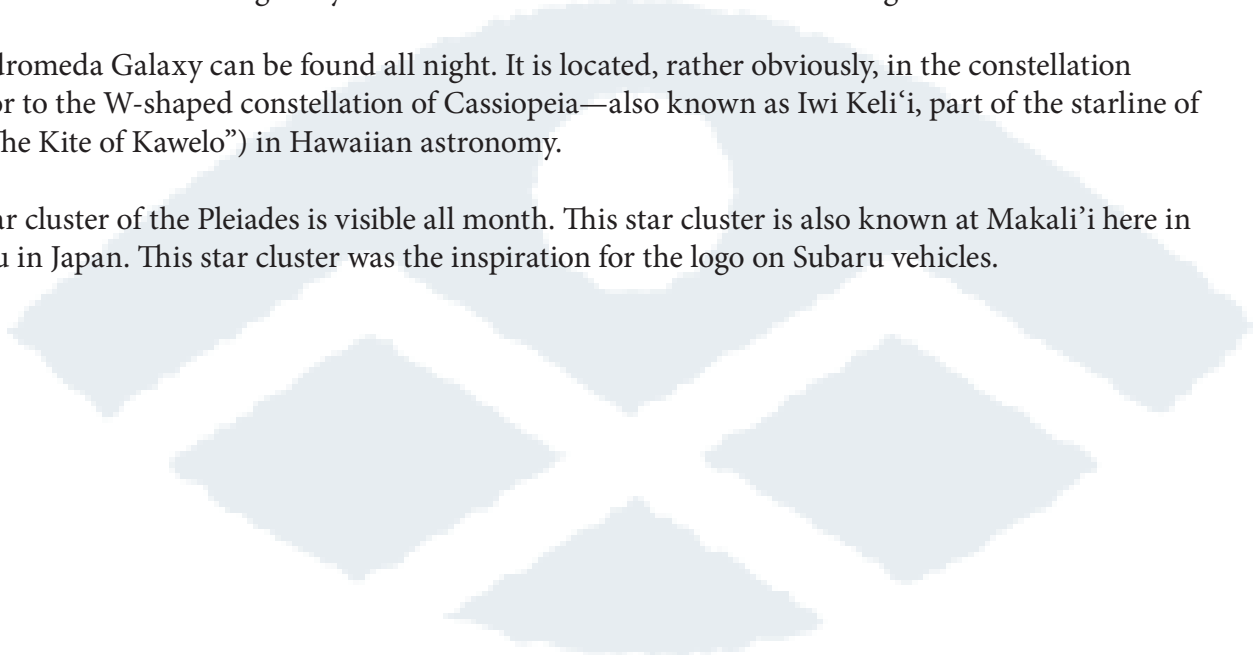 dromeda Galaxy can be found all night. It is located, rather obviously, in the constellation
or to the W-shaped constellation of Cassiopeia—also known as Iwi Keli‘i, part of the starline of
he Kite of Kawelo”) in Hawaiian astronomy.
ar cluster of the Pleiades is visible all month. This star cluster is also known at Makali’i here in
u in Japan. This star cluster was the inspiration for the logo on Subaru vehicles.